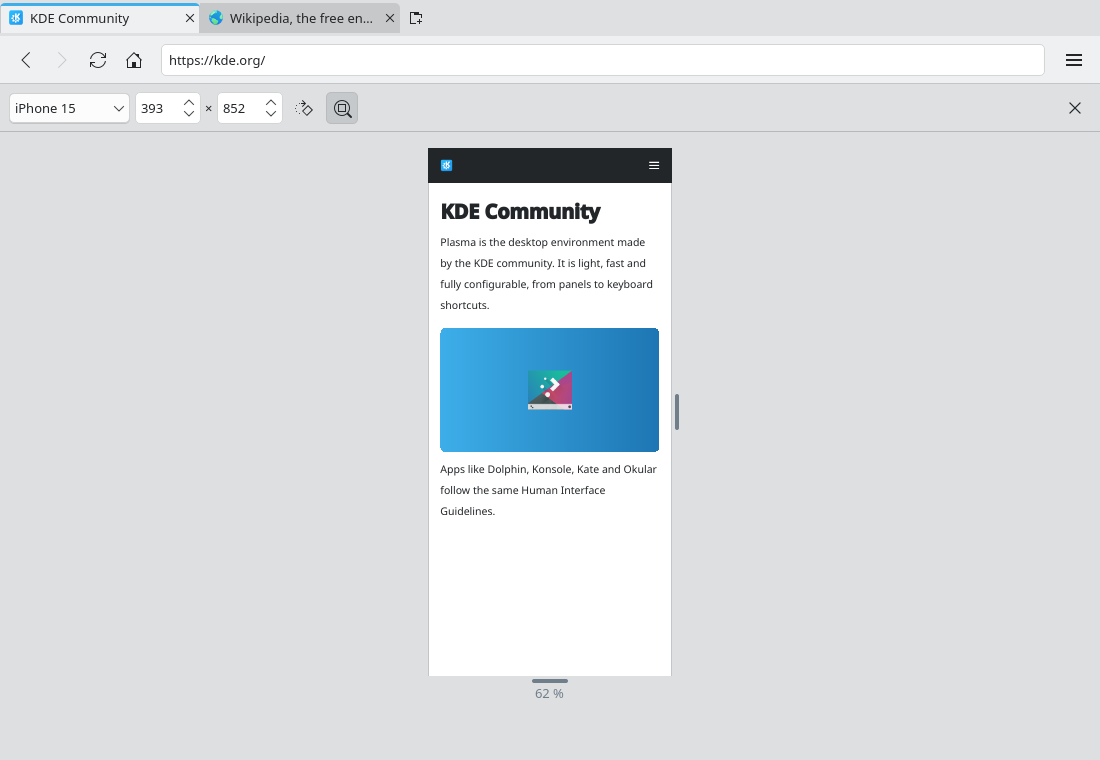 KDE Community
Wikipedia, the free en...
https://kde.org/
iPhone 15 393 × 852
KDE Community
Plasma is the desktop environment made
by the KDE community. It is light, fast and
fully configurable, from panels to keyboard
shortcuts.
Apps like Dolphin, Konsole, Kate and Okular
follow the same Human Interface
Guidelines.
62 %